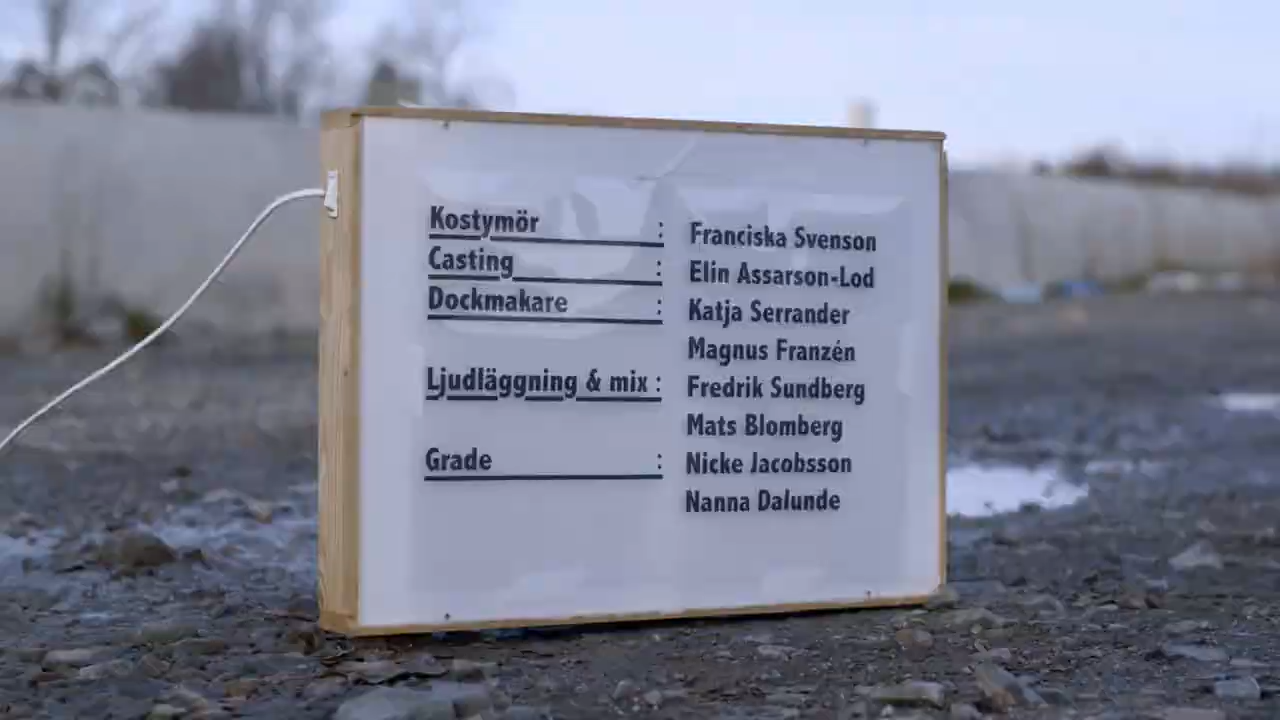 Kostymör : Franciska Svenson
Casting : Elin Assarson-Lod
Dockmakare : Katja Serrander
Magnus Franzén
Ljudläggning & mix : Fredrik Sundberg
Mats Blomberg
Grade : Nicke Jacobsson
Nanna Dalunde